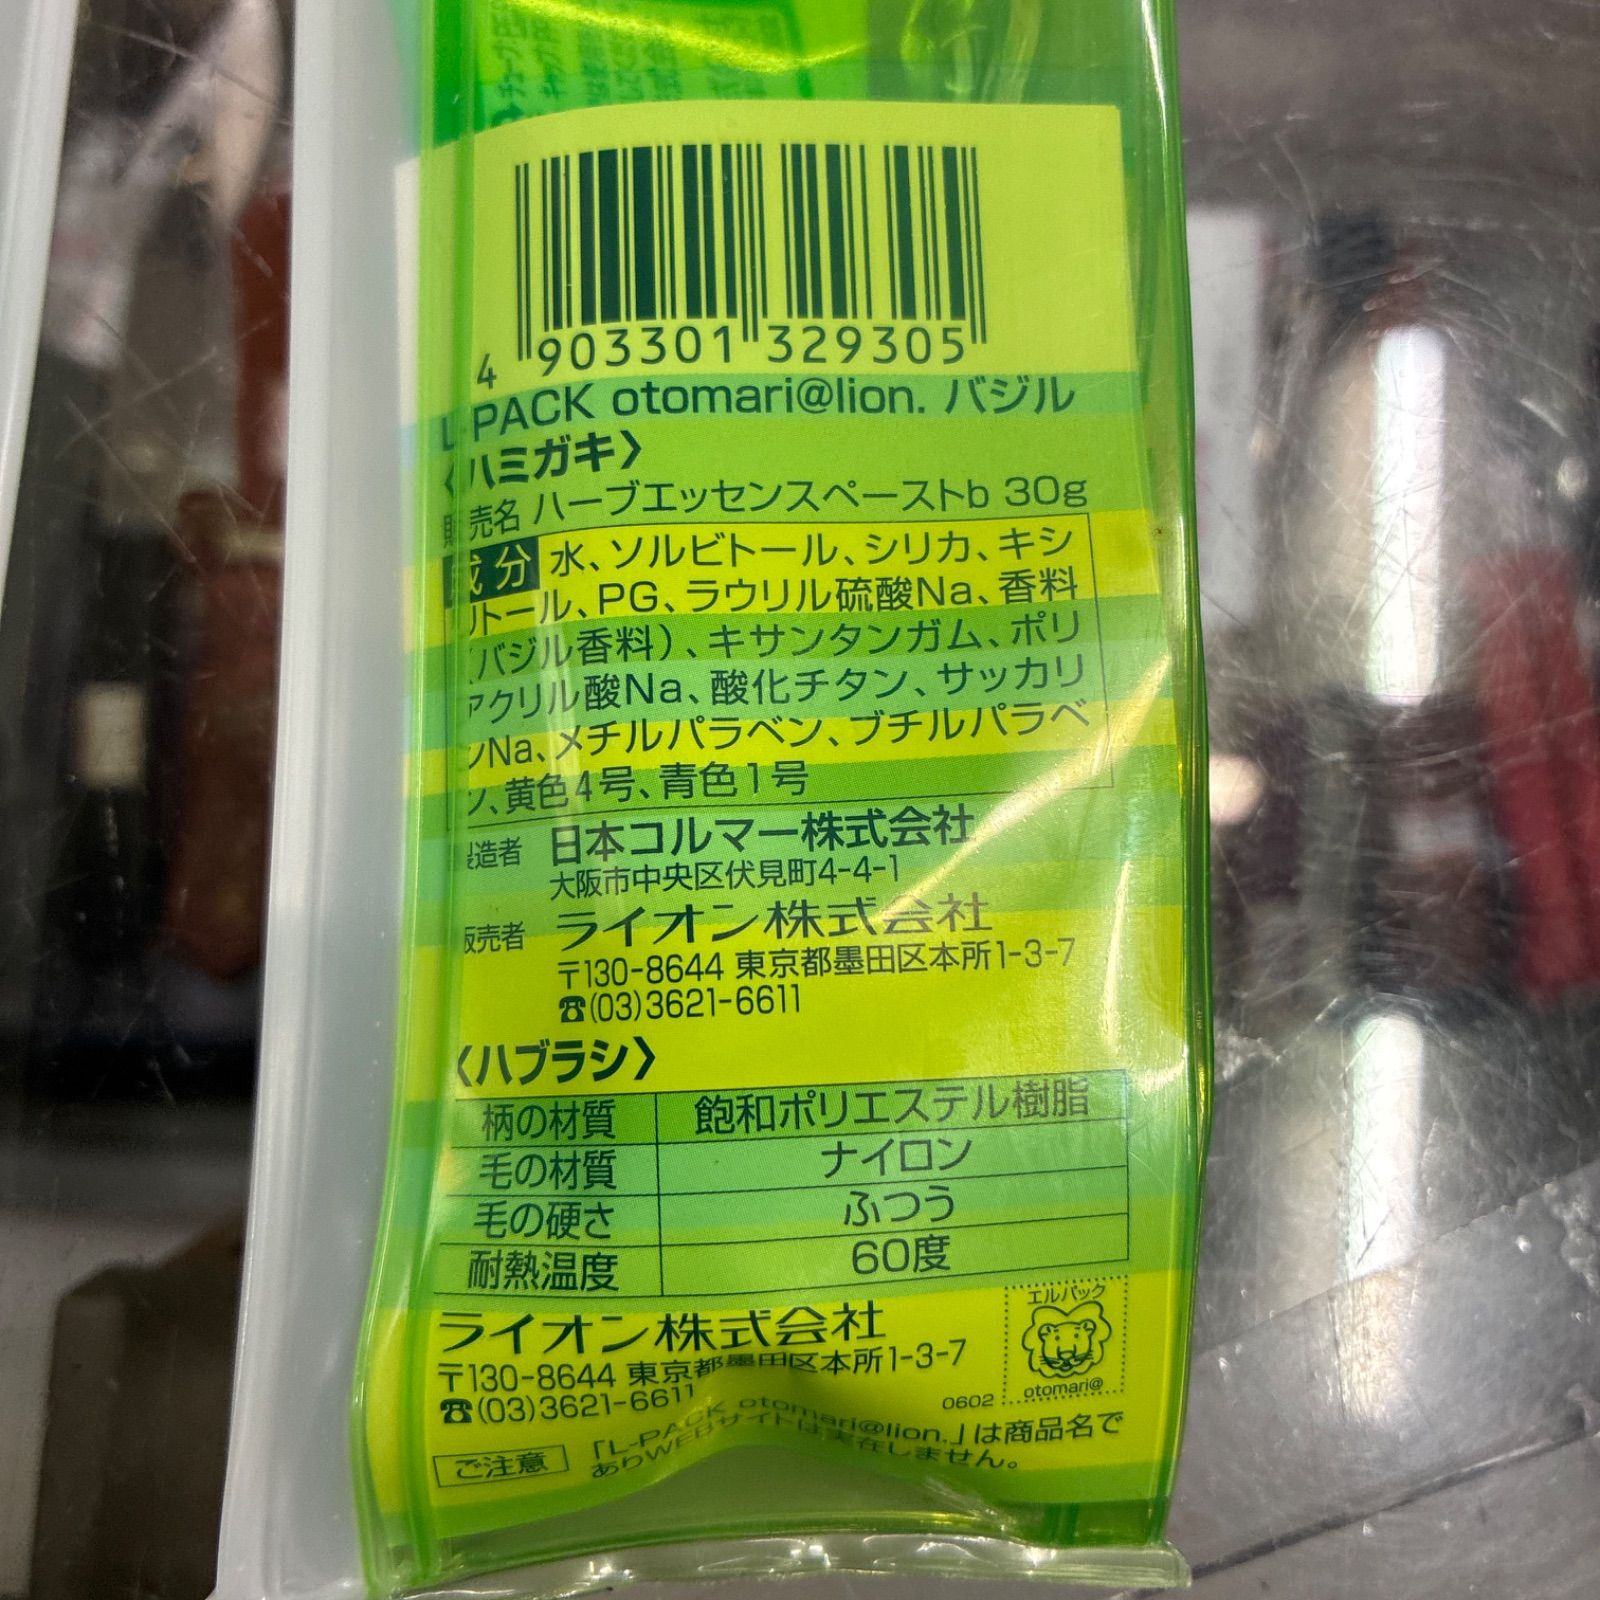 4 903301 329305
L-PACK otomari@lion. バジル
〈ハミガキ〉
販売名 ハーブエッセンスペーストb 30g
成分 水、ソルビトール、シリカ、キシ
リトール、PG、ラウリル硫酸Na、香料
（バジル香料）、キサンタンガム、ポリ
アクリル酸Na、酸化チタン、サッカリ
ンNa、メチルパラベン、ブチルパラベ
ン、黄色4号、青色1号
製造者 日本コルマー株式会社
大阪市中央区伏見町4-4-1
販売者 ライオン株式会社
〒130-8644 東京都墨田区本所1-3-7
☎(03)3621-6611
〈ハブラシ〉
柄の材質 飽和ポリエステル樹脂
毛の材質 ナイロン
毛の硬さ ふつう
耐熱温度 60度
エルパック
otomari@
ライオン株式会社
〒130-8644 東京都墨田区本所1-3-7
☎(03)3621-6611
0602
ご注意 「L-PACK otomari@lion.」は商品名で
ありWEBサイトは実在しません。